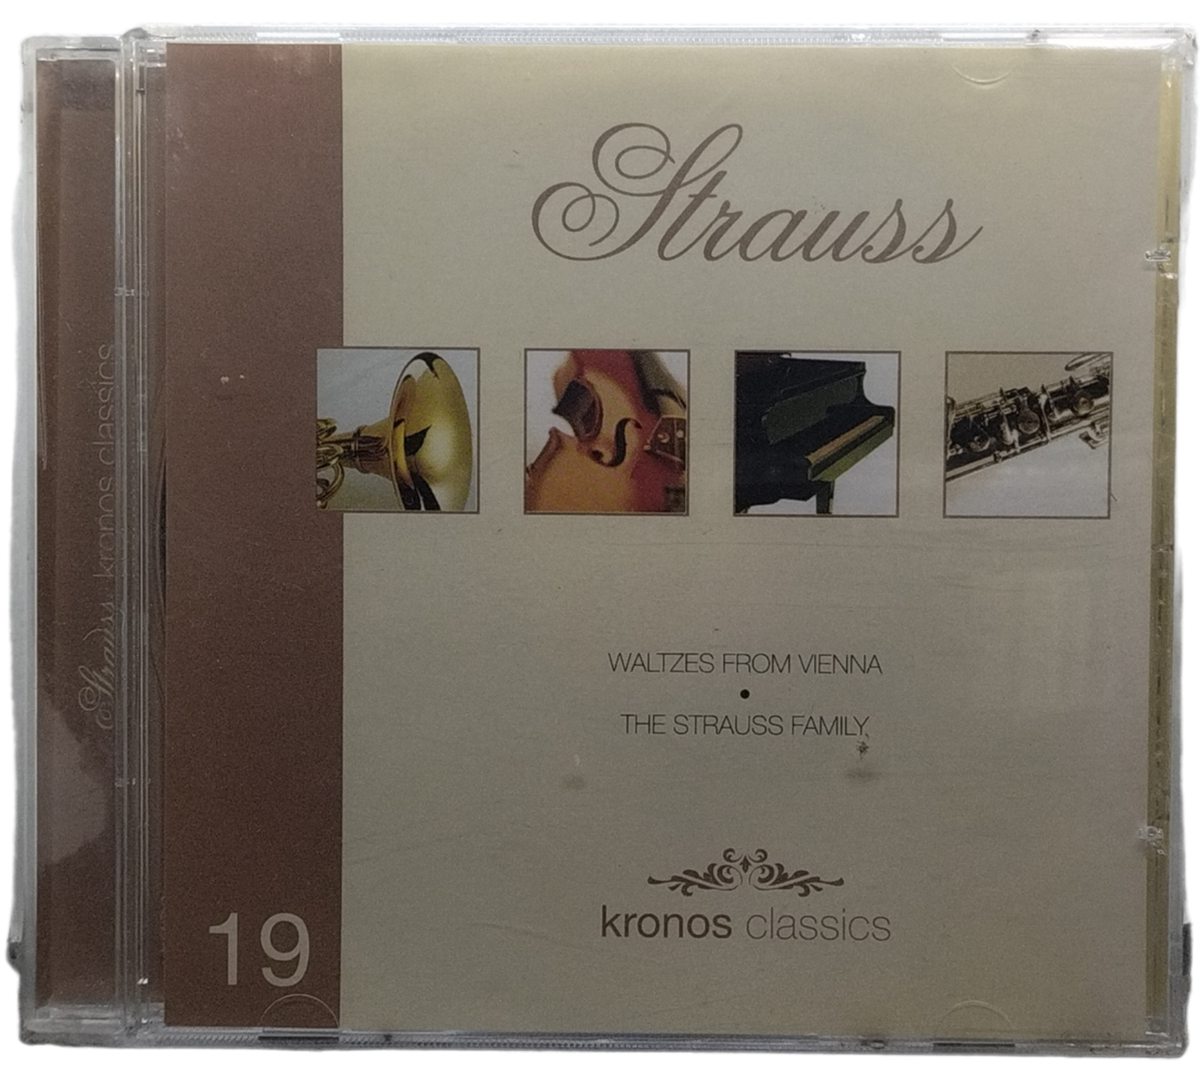 Strauss kronos classics
Strauss
WALTZES FROM VIENNA
•
THE STRAUSS FAMILY
kronos classics
19